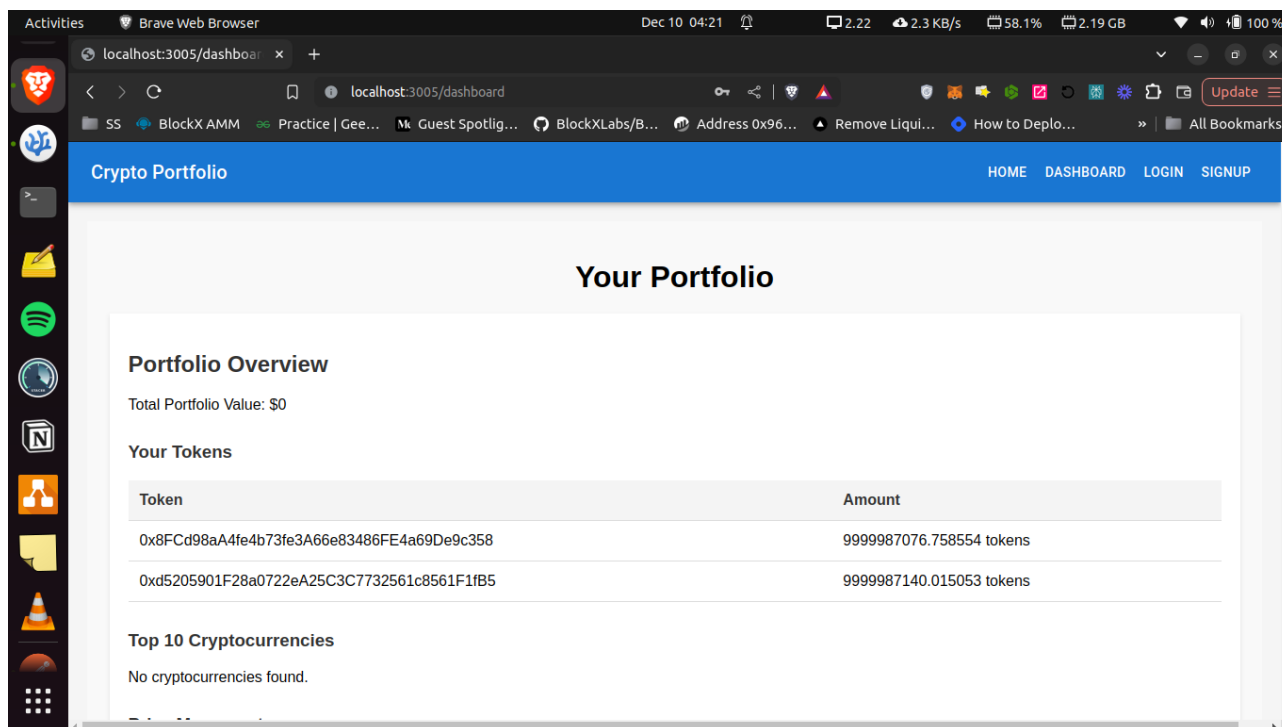 Activities Brave Web Browser Dec 10 04:21 2.22 2.3 KB/s 58.1% 2.19 GB 100 %
localhost:3005/dashboar × +
localhost:3005/dashboard Update
SS BlockX AMM Practice | Gee... Guest Spotlig... BlockXLabs/B... Address 0x96... Remove Liqui... How to Deplo... » All Bookmarks
Crypto Portfolio HOME DASHBOARD LOGIN SIGNUP
Your Portfolio
Portfolio Overview
Total Portfolio Value: $0
Your Tokens
Token Amount
0x8FCd98aA4fe4b73fe3A66e83486FE4a69De9c358 9999987076.758554 tokens
0xd5205901F28a0722eA25C3C7732561c8561F1fB5 9999987140.015053 tokens
Top 10 Cryptocurrencies
No cryptocurrencies found.